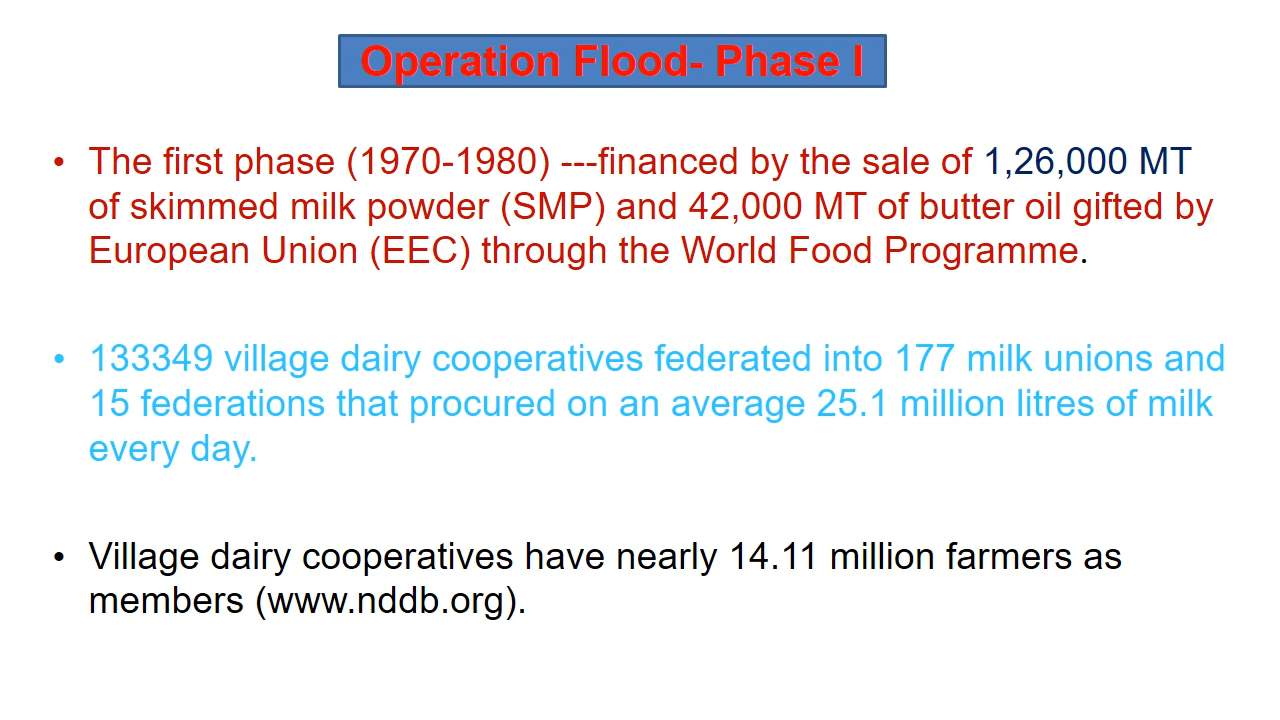 Operation Flood- Phase I
• The first phase (1970-1980) ---financed by the sale of 1,26,000 MT
of skimmed milk powder (SMP) and 42,000 MT of butter oil gifted by
European Union (EEC) through the World Food Programme.
• 133349 village dairy cooperatives federated into 177 milk unions and
15 federations that procured on an average 25.1 million litres of milk
every day.
• Village dairy cooperatives have nearly 14.11 million farmers as
members (www.nddb.org).